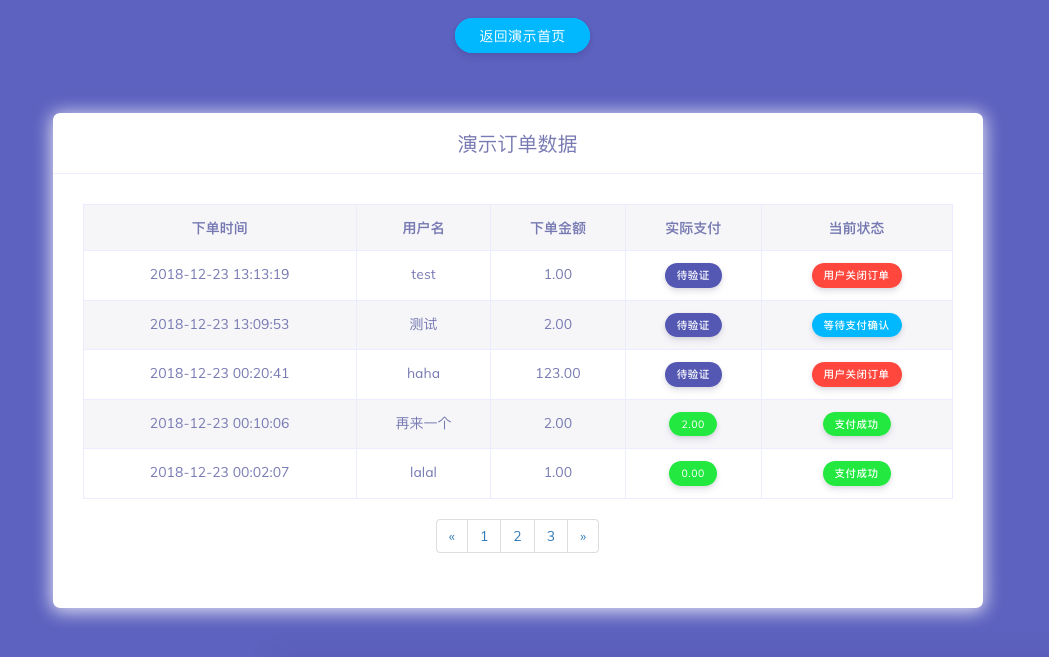 返回演示首页
演示订单数据
下单时间 用户名 下单金额 实际支付 当前状态
2018-12-23 13:13:19 test 1.00 待验证 用户关闭订单
2018-12-23 13:09:53 测试 2.00 待验证 等待支付确认
2018-12-23 00:20:41 haha 123.00 待验证 用户关闭订单
2018-12-23 00:10:06 再来一个 2.00 2.00 支付成功
2018-12-23 00:02:07 lalal 1.00 0.00 支付成功
« 1 2 3 »